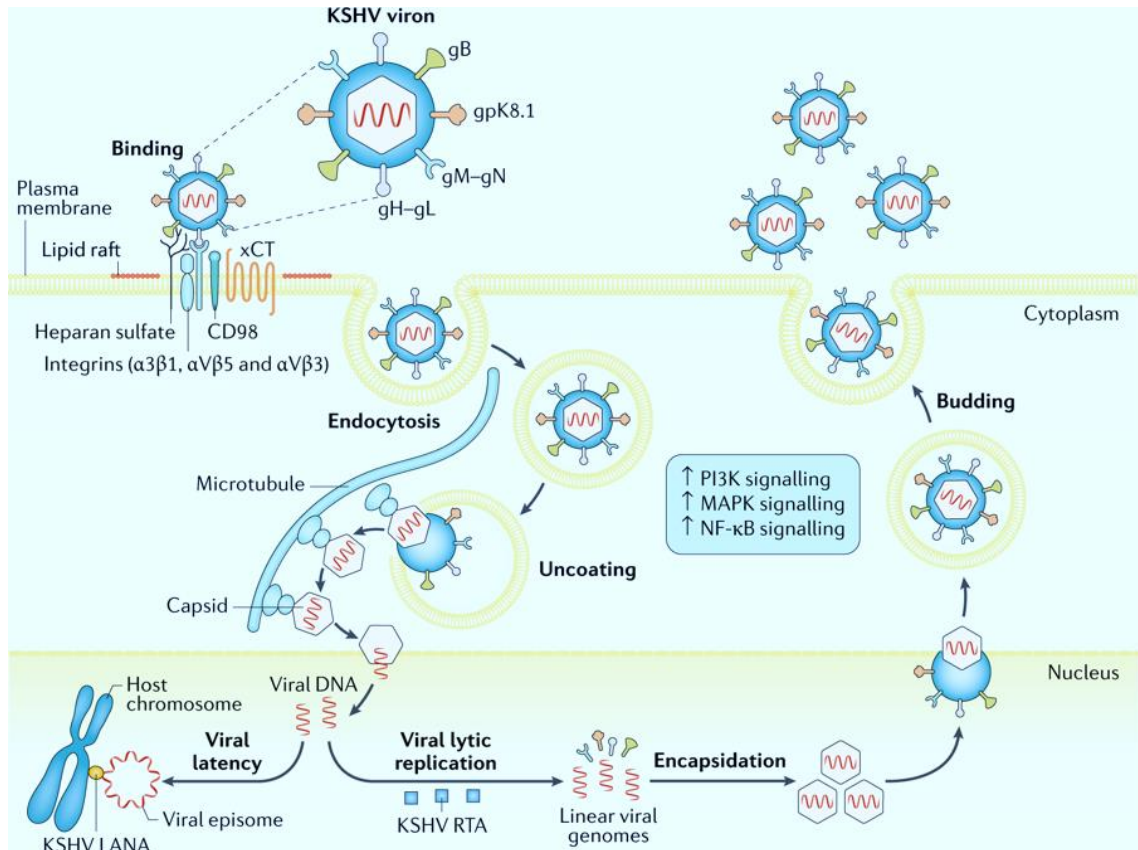 KSHV viron
gB
gpK8.1
gM–gN
gH–gL
Binding
Plasma
membrane
Lipid raft
xCT
Heparan sulfate
CD98
Integrins (α3β1, αVβ5 and αVβ3)
Cytoplasm
Endocytosis
Budding
Microtubule
↑ PI3K signalling
↑ MAPK signalling
↑ NF-κB signalling
Uncoating
Capsid
Nucleus
Host
chromosome
Viral DNA
Viral
latency
Viral lytic
replication
Encapsidation
Viral episome
KSHV RTA
Linear viral
genomes
KSHV LANA